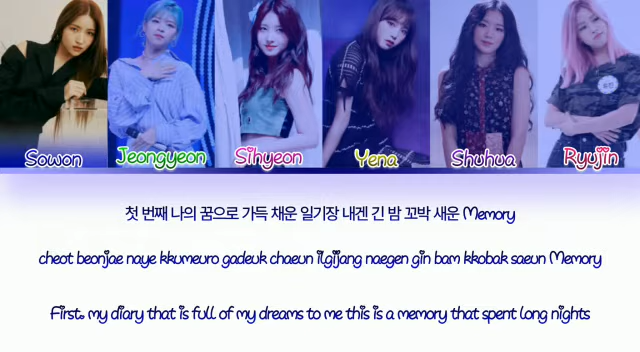 Sowon Jeongyeon Sihyeon Yena Shuhua Ryujin
첫 번째 나의 꿈으로 가득 채운 일기장 내겐 긴 밤 꼬박 새운 Memory
cheot beonjae naye kkumeuro gadeuk chaeun ilgijang naegen gin bam kkobak saeun Memory
First, my diary that is full of my dreams to me this is a memory that spent long nights